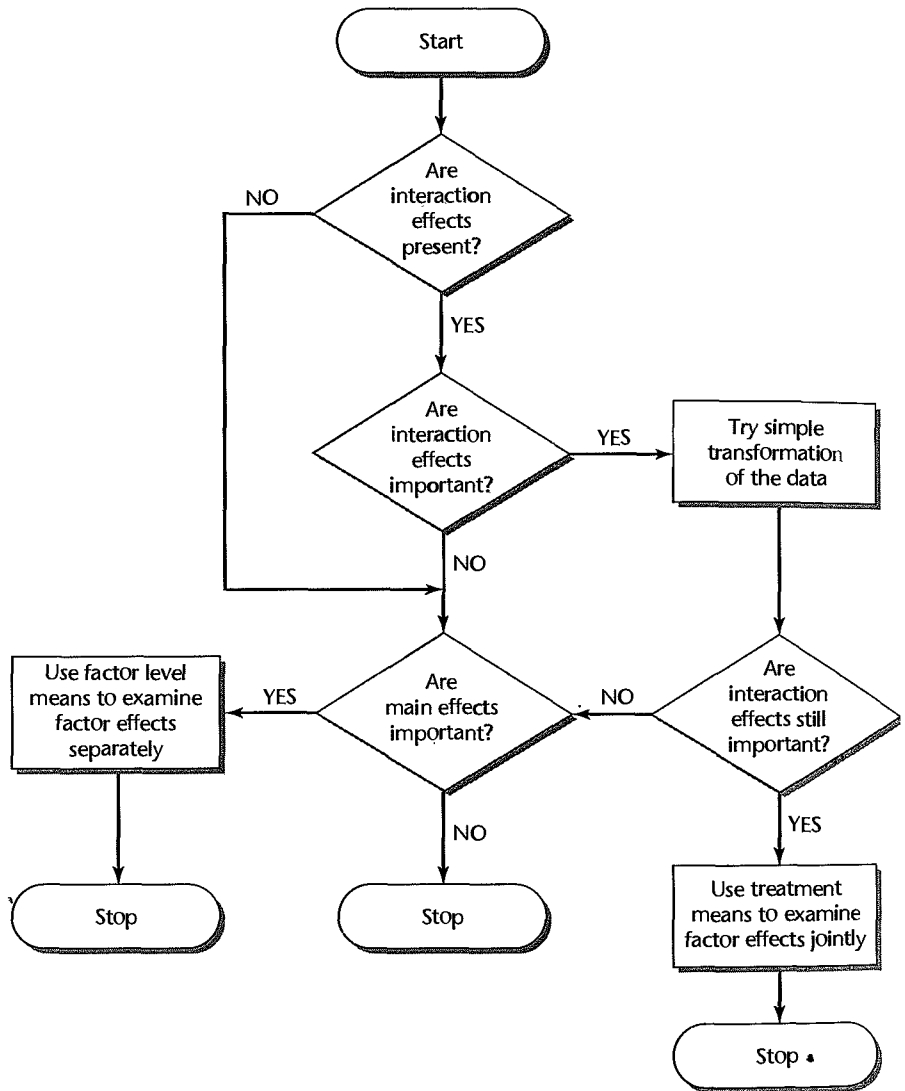 Start
Are
interaction
effects
present?
NO
YES
Are
interaction
effects
important?
YES
Try simple
transformation
of the data
NO
Use factor level
means to examine
factor effects
separately
YES
Are
main effects
important?
NO
Are
interaction
effects still
important?
NO
YES
Stop
Stop
Use treatment
means to examine
factor effects jointly
Stop